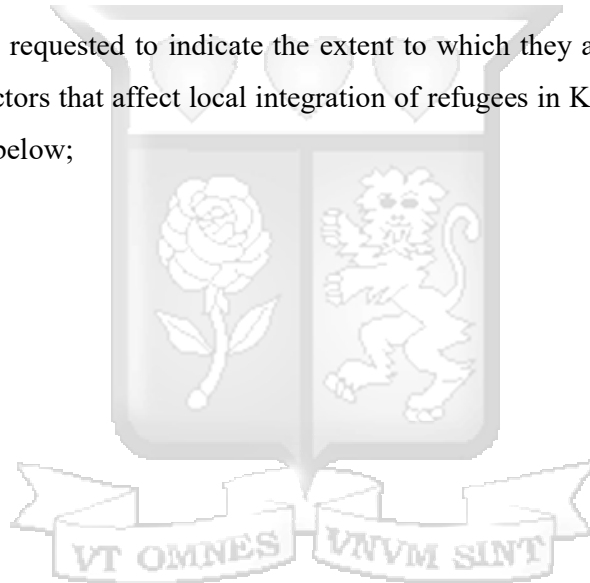 requested to indicate the extent to which they a
ctors that affect local integration of refugees in K
below;
VT OMNES VNVM SINT